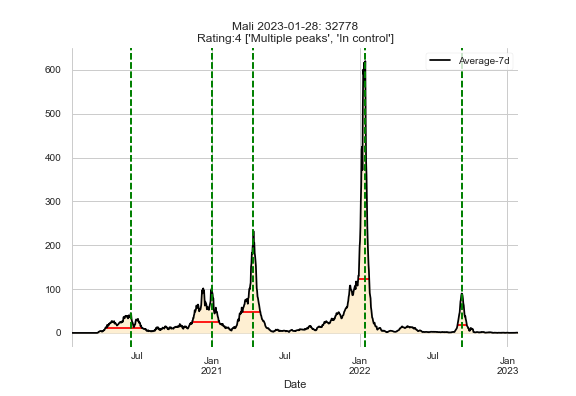 Mali 2023-01-28: 32778
Rating:4 ['Multiple peaks', 'In control']
Average-7d
600
500
400
300
200
100
0
Jul
Jan
2021
Jul
Jan
2022
Jul
Jan
2023
Date